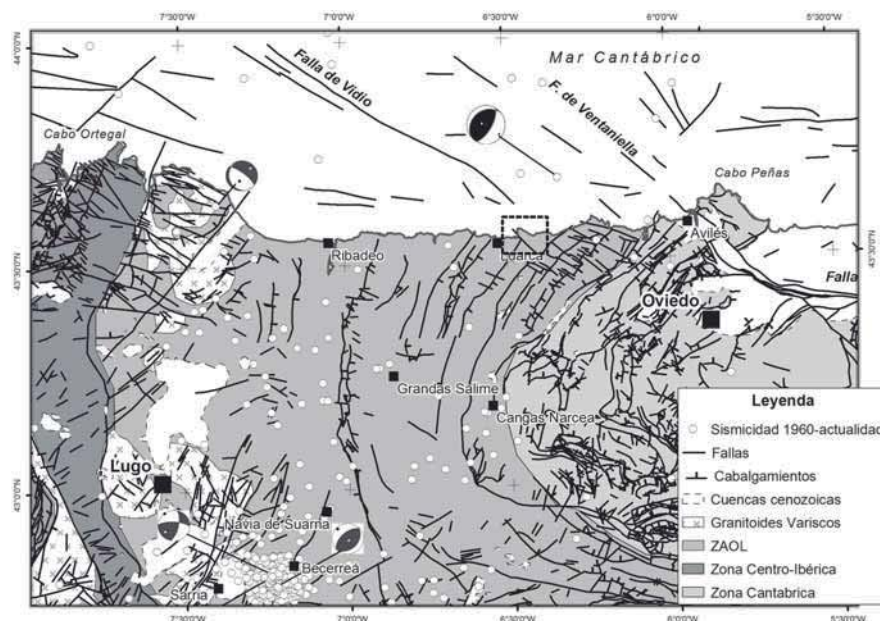 7°30'0"W
7°0'0"W
6°30'0"W
6°0'0"W
5°30'0"W
44°0'0"N
Mar Cantábrico
Falla de Vidio
F. de Ventaniella
Cabo Ortegal
Cabo Peñas
Avilés
Ribadeo
Luarca
43°30'0"N
43°30'0"N
Falla
Oviedo
Grandas Salime
Cangas Narcea
Lugo
43°0'0"N
Navia de Suarna
Becerreá
Sarria
Leyenda
Sismicidad 1960-actualidad
Fallas
Cabalgamientos
Cuencas cenozoicas
Granitoides Variscos
ZAOL
Zona Centro-Ibérica
Zona Cantabrica
7°30'0"W
7°0'0"W
6°30'0"W
6°0'0"W
5°30'0"W